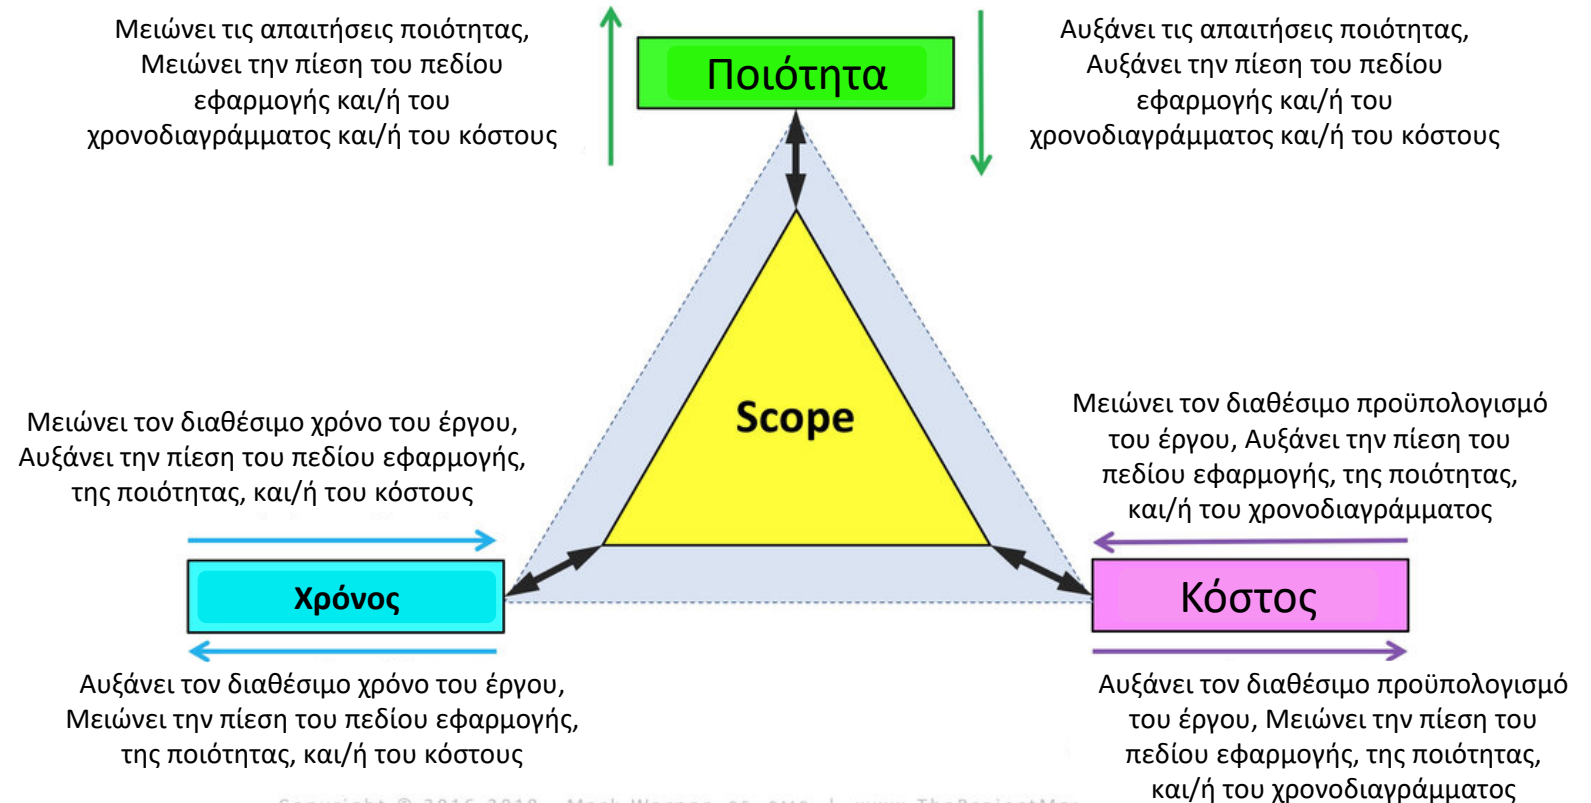 Μειώνει τις απαιτήσεις ποιότητας,
Μειώνει την πίεση του πεδίου
εφαρμογής και/ή του
χρονοδιαγράμματος και/ή του κόστους
Ποιότητα
Αυξάνει τις απαιτήσεις ποιότητας,
Αυξάνει την πίεση του πεδίου
εφαρμογής και/ή του
χρονοδιαγράμματος και/ή του κόστους
Scope
Μειώνει τον διαθέσιμο χρόνο του έργου,
Αυξάνει την πίεση του πεδίου εφαρμογής,
της ποιότητας, και/ή του κόστους
Χρόνος
Αυξάνει τον διαθέσιμο χρόνο του έργου,
Μειώνει την πίεση του πεδίου εφαρμογής,
της ποιότητας, και/ή του κόστους
Μειώνει τον διαθέσιμο προϋπολογισμό
του έργου, Αυξάνει την πίεση του
πεδίου εφαρμογής, της ποιότητας,
και/ή του χρονοδιαγράμματος
Κόστος
Αυξάνει τον διαθέσιμο προϋπολογισμό
του έργου, Μειώνει την πίεση του
πεδίου εφαρμογής, της ποιότητας,
και/ή του χρονοδιαγράμματος